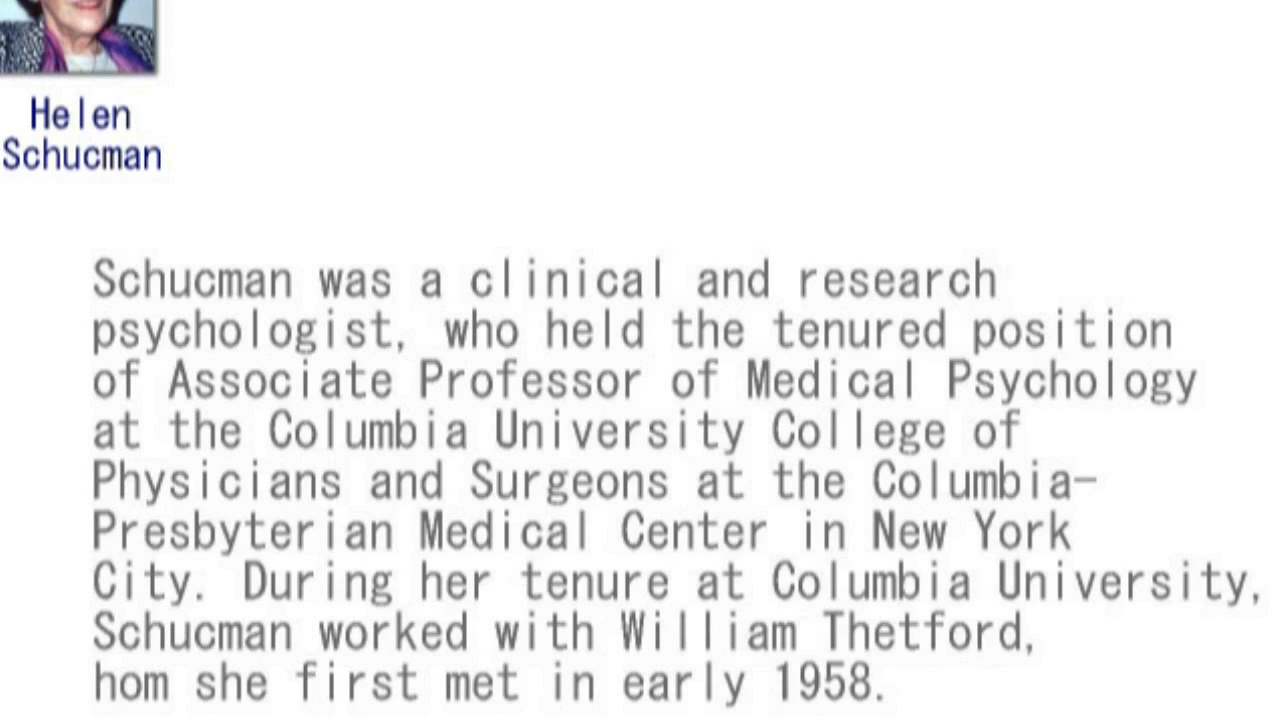 Helen
Schucman
Schucman was a clinical and research
psychologist, who held the tenured position
of Associate Professor of Medical Psychology
at the Columbia University College of
Physicians and Surgeons at the Columbia-
Presbyterian Medical Center in New York
City. During her tenure at Columbia University,
Schucman worked with William Thetford,
hom she first met in early 1958.